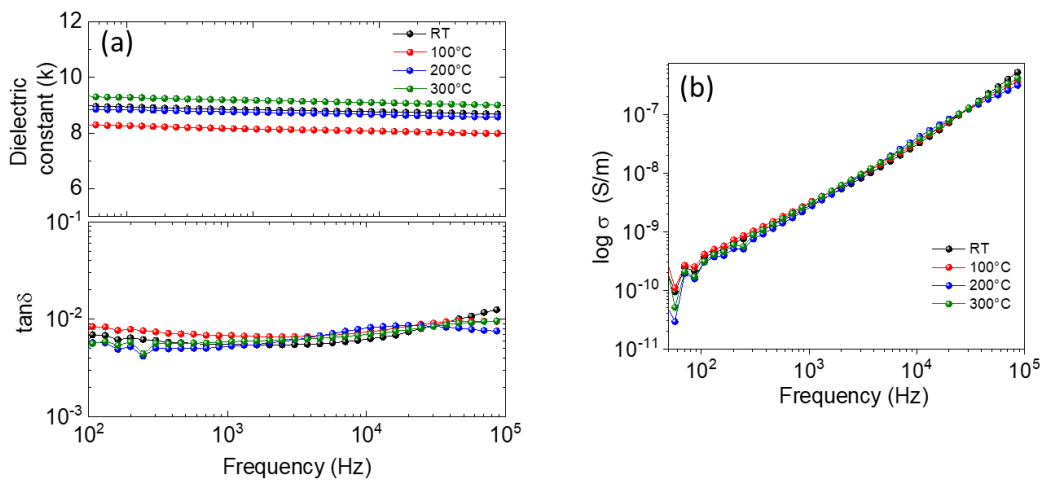 (a)
12
10
8
6
Dielectric
constant (k)
RT
100°C
200°C
300°C
10⁻¹
10⁻²
10⁻³
tanδ
10² 10³ 10⁴ 10⁵
Frequency (Hz)
(b)
10⁻⁷
10⁻⁸
10⁻⁹
10⁻¹⁰
10⁻¹¹
log σ (S/m)
RT
100°C
200°C
300°C
10² 10³ 10⁴ 10⁵
Frequency (Hz)